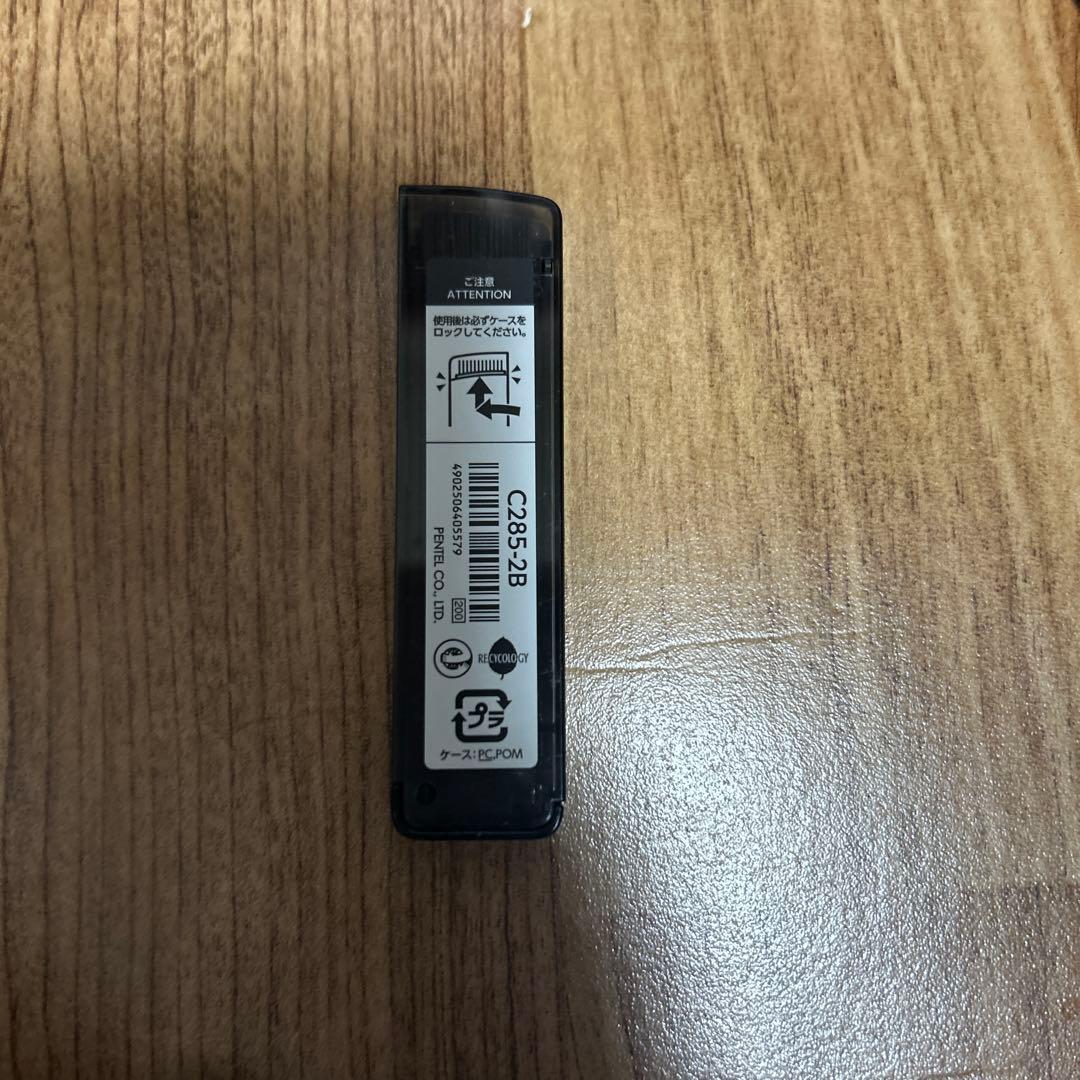 ご注意
ATTENTION
使用後は必ずケースを
ロックしてください。
C285-2B
4902506405579
200
PENTEL CO., LTD.
RECYCOLOGY
プラ
ケース:PC,POM